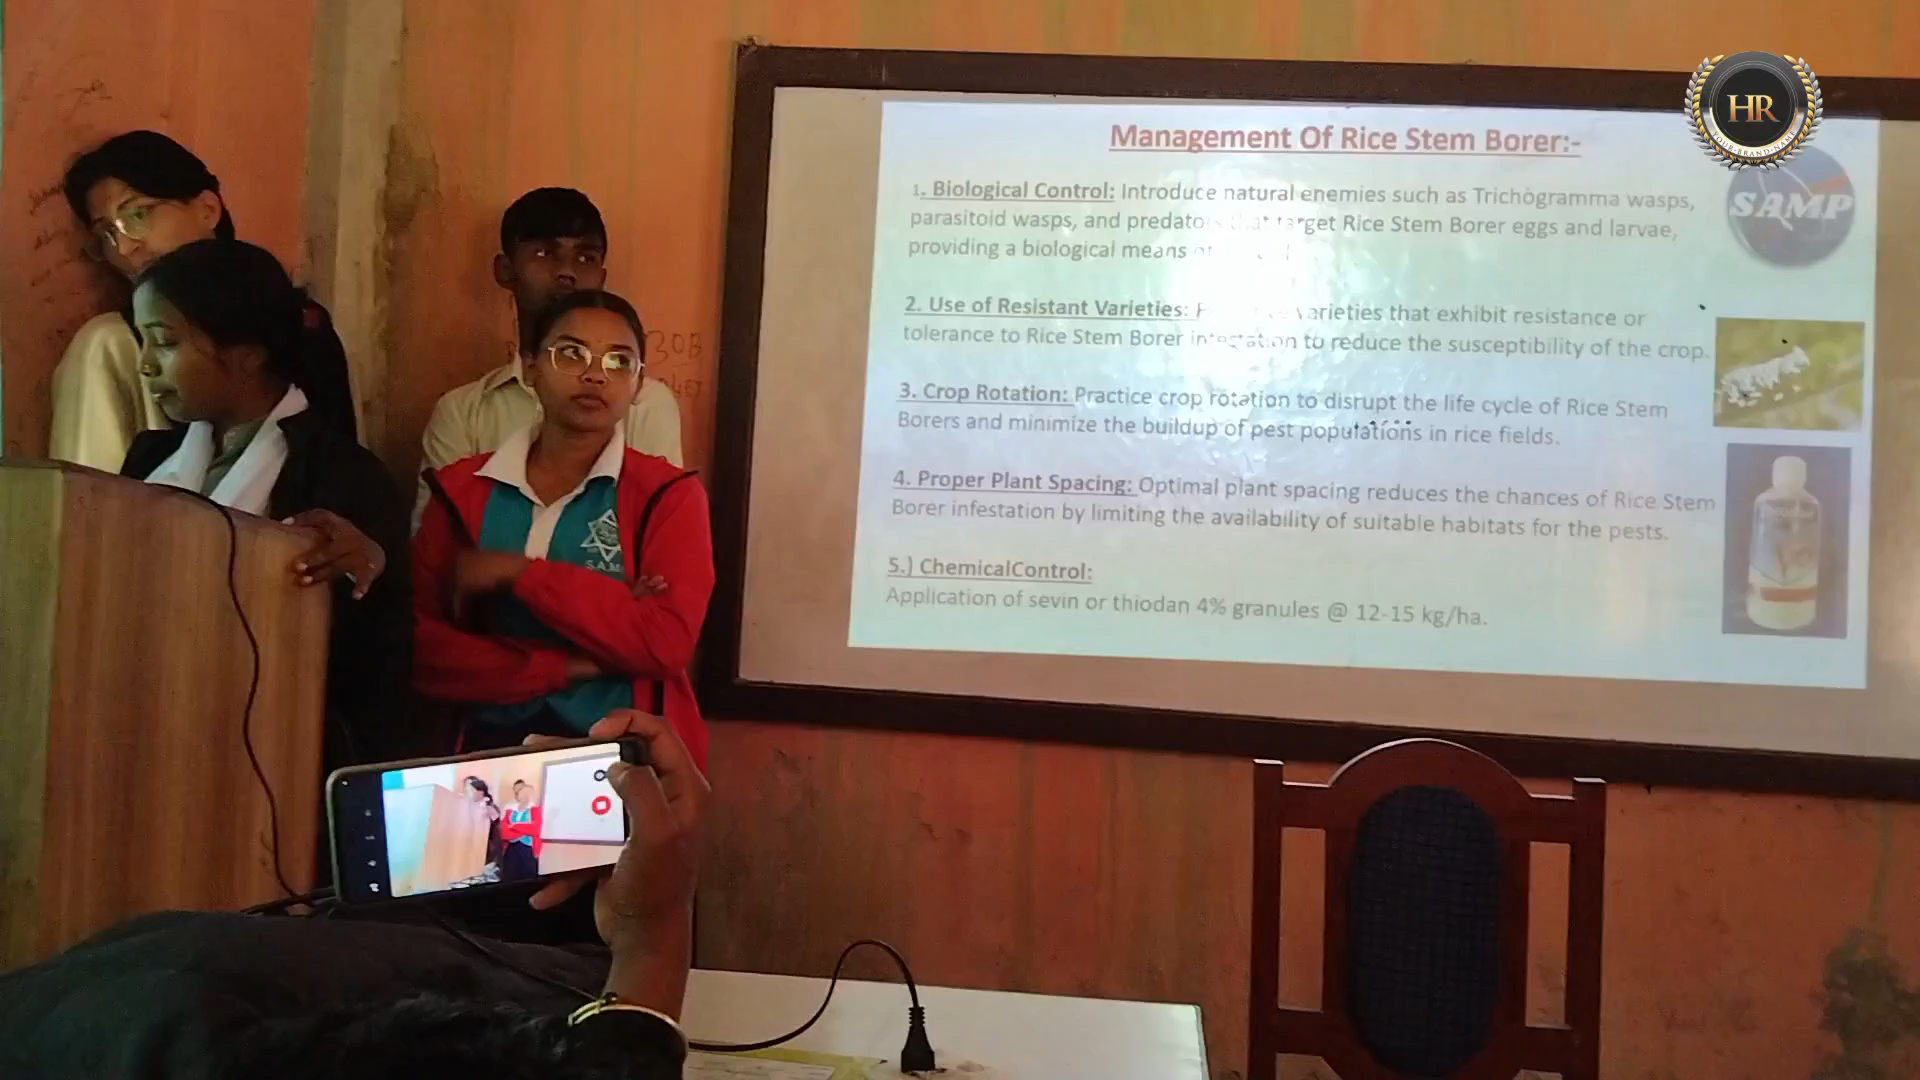 HR
YOUR BRAND NAME
Management Of Rice Stem Borer:-
SAMP
1. Biological Control: Introduce natural enemies such as Trichogramma wasps,
parasitoid wasps, and predators that target Rice Stem Borer eggs and larvae,
providing a biological means
2. Use of Resistant Varieties: varieties that exhibit resistance or
tolerance to Rice Stem Borer infestation to reduce the susceptibility of the crop.
3. Crop Rotation: Practice crop rotation to disrupt the life cycle of Rice Stem
Borers and minimize the buildup of pest populations in rice fields.
4. Proper Plant Spacing: Optimal plant spacing reduces the chances of Rice Stem
Borer infestation by limiting the availability of suitable habitats for the pests.
5.) ChemicalControl:
Application of sevin or thiodan 4% granules @ 12-15 kg/ha.